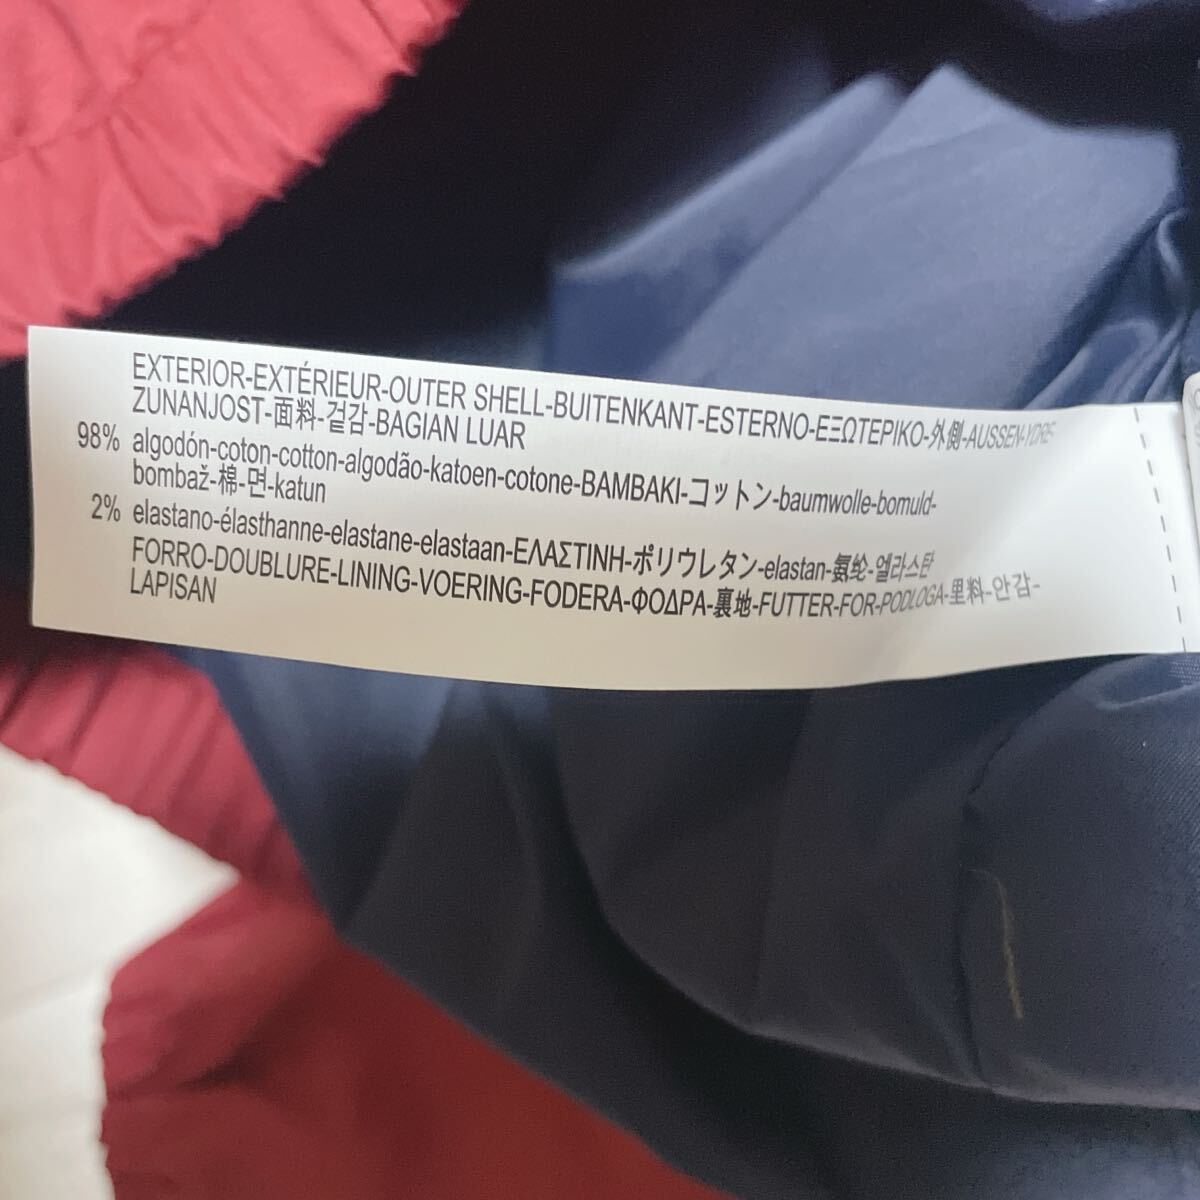 EXTERIOR-EXTÉRIEUR-OUTER SHELL-BUITENKANT-ESTERNO-ΕΞΩΤΕΡΙΚΟ-外側-AUSSEN-YDRE
ZUNANJOST-面料-겉감-BAGIAN LUAR
98% algodón-coton-cotton-algodão-katoen-cotone-BAMBAKI-コットン-baumwolle-bomuld-
bombaž-棉-면-katun
2% elastano-élasthanne-elastane-elastaan-ΕΛΑΣΤΙΝΗ-ポリウレタン-elastan-氨纶-엘라스탄
FORRO-DOUBLURE-LINING-VOERING-FODERA-ΦΟΔΡΑ-裏地-FUTTER-FOR-PODLOGA-里料-안감-
LAPISAN